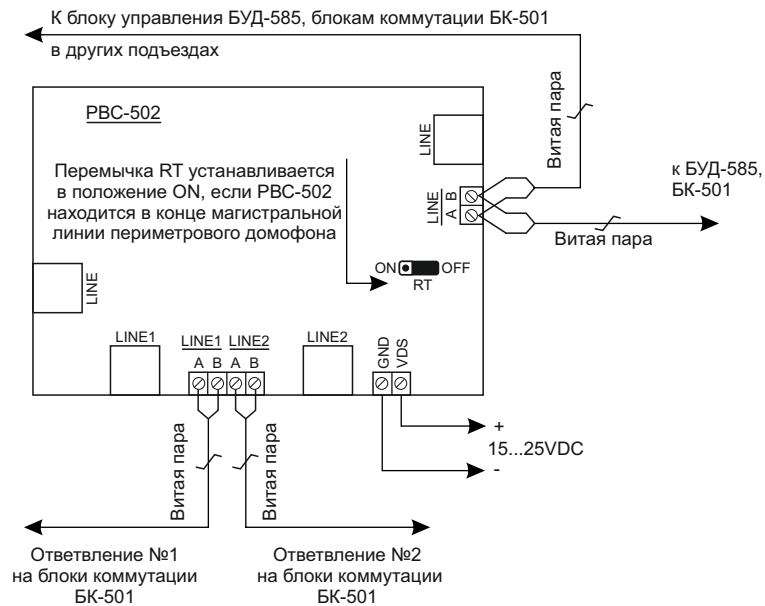 К блоку управления БУД-585, блокам коммутации БК-501
в других подъездах
РВС-502
LINE
Витая пара
Перемычка RT устанавливается
в положение ON, если РВС-502
находится в конце магистральной
линии периметрового домофона
LINE
A B
к БУД-585,
БК-501
Витая пара
ON OFF
RT
LINE
LINE1
LINE1 LINE2
A B A B
LINE2
GND
VDS
+
15...25VDC
-
Витая пара
Витая пара
Ответвление №1
на блоки коммутации
БК-501
Ответвление №2
на блоки коммутации
БК-501